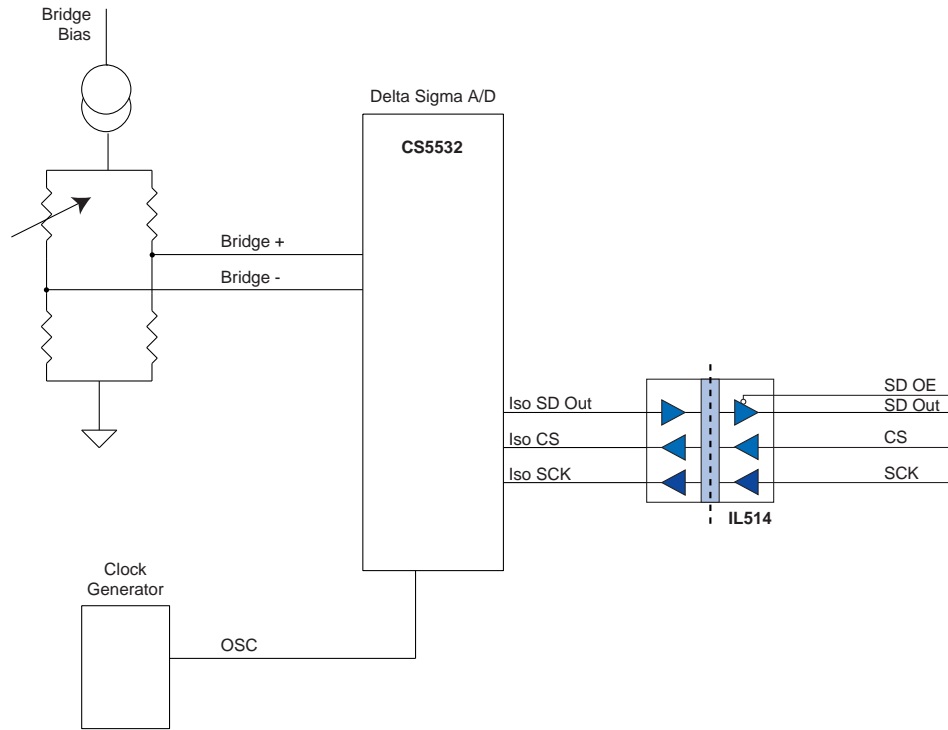 Bridge
Bias
Delta Sigma A/D
CS5532
Bridge +
Bridge -
Iso SD Out
Iso CS
Iso SCK
SD OE
SD Out
CS
SCK
IL514
Clock
Generator
OSC